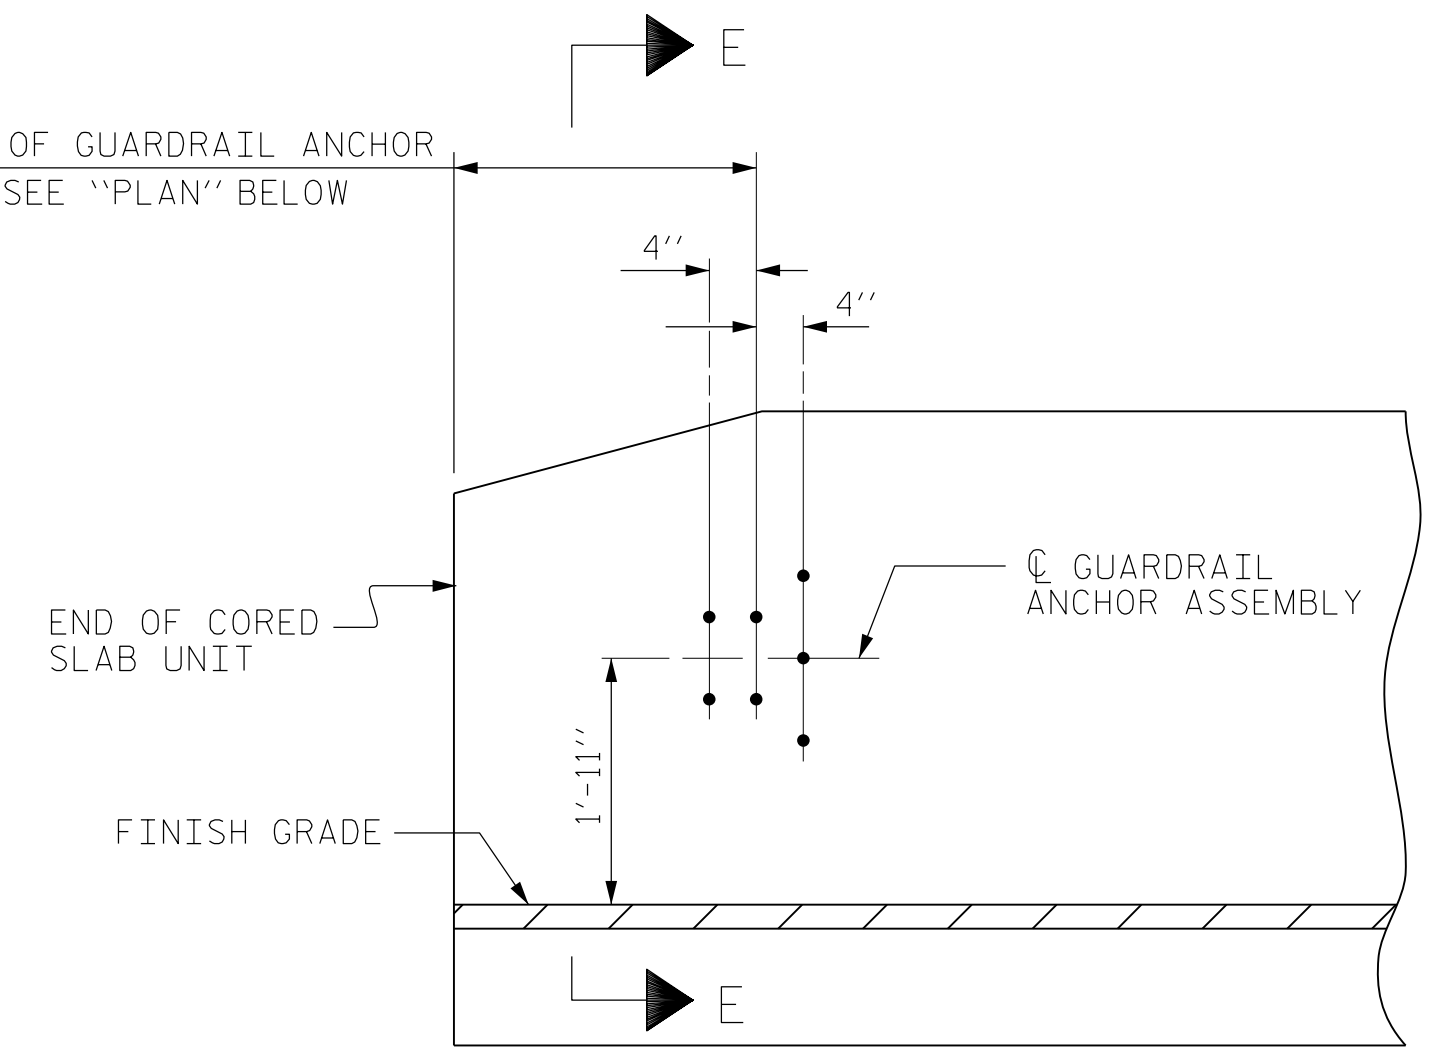 E
OF GUARDRAIL ANCHOR
SEE "PLAN" BELOW
4"
4"
℄ GUARDRAIL
ANCHOR ASSEMBLY
END OF CORED
SLAB UNIT
1'-11"
FINISH GRADE
E